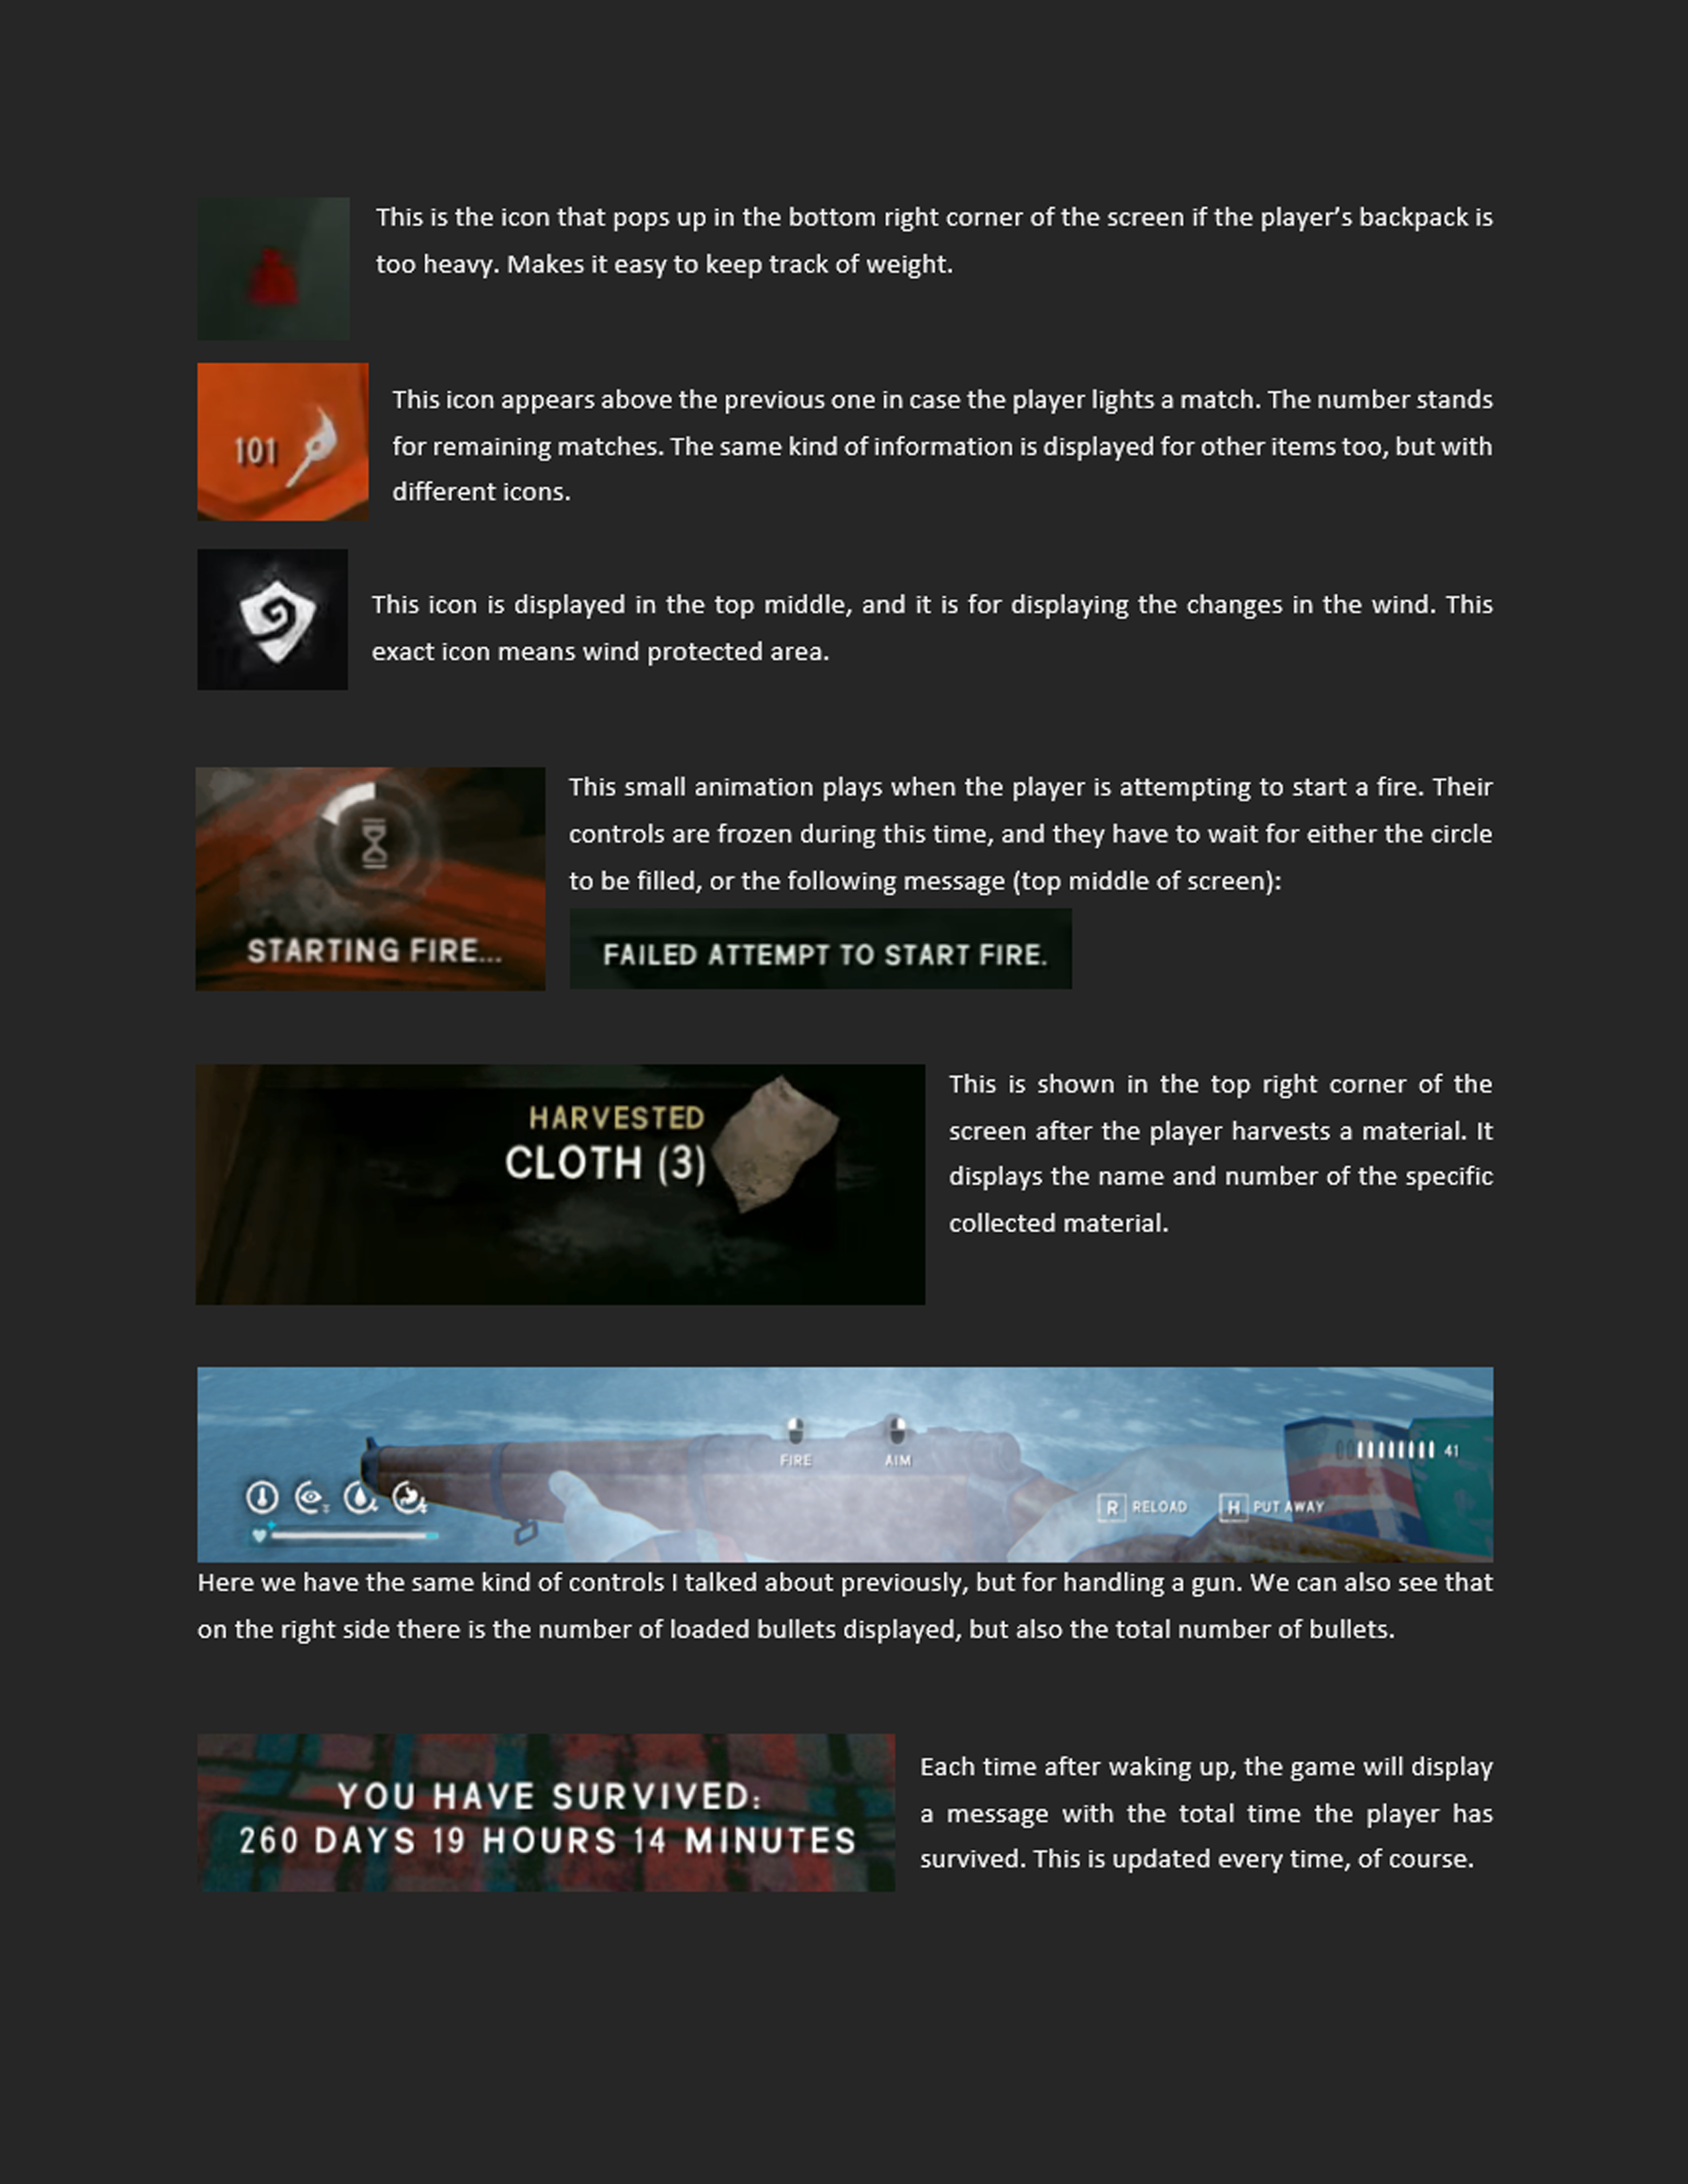 This is the icon that pops up in the bottom right corner of the screen if the player’s backpack is
too heavy. Makes it easy to keep track of weight.
101
This icon appears above the previous one in case the player lights a match. The number stands
for remaining matches. The same kind of information is displayed for other items too, but with
different icons.
This icon is displayed in the top middle, and it is for displaying the changes in the wind. This
exact icon means wind protected area.
STARTING FIRE...
This small animation plays when the player is attempting to start a fire. Their
controls are frozen during this time, and they have to wait for either the circle
to be filled, or the following message (top middle of screen):
FAILED ATTEMPT TO START FIRE.
HARVESTED
CLOTH (3)
This is shown in the top right corner of the
screen after the player harvests a material. It
displays the name and number of the specific
collected material.
FIRE AIM
41
R RELOAD H PUT AWAY
Here we have the same kind of controls I talked about previously, but for handling a gun. We can also see that
on the right side there is the number of loaded bullets displayed, but also the total number of bullets.
YOU HAVE SURVIVED:
260 DAYS 19 HOURS 14 MINUTES
Each time after waking up, the game will display
a message with the total time the player has
survived. This is updated every time, of course.